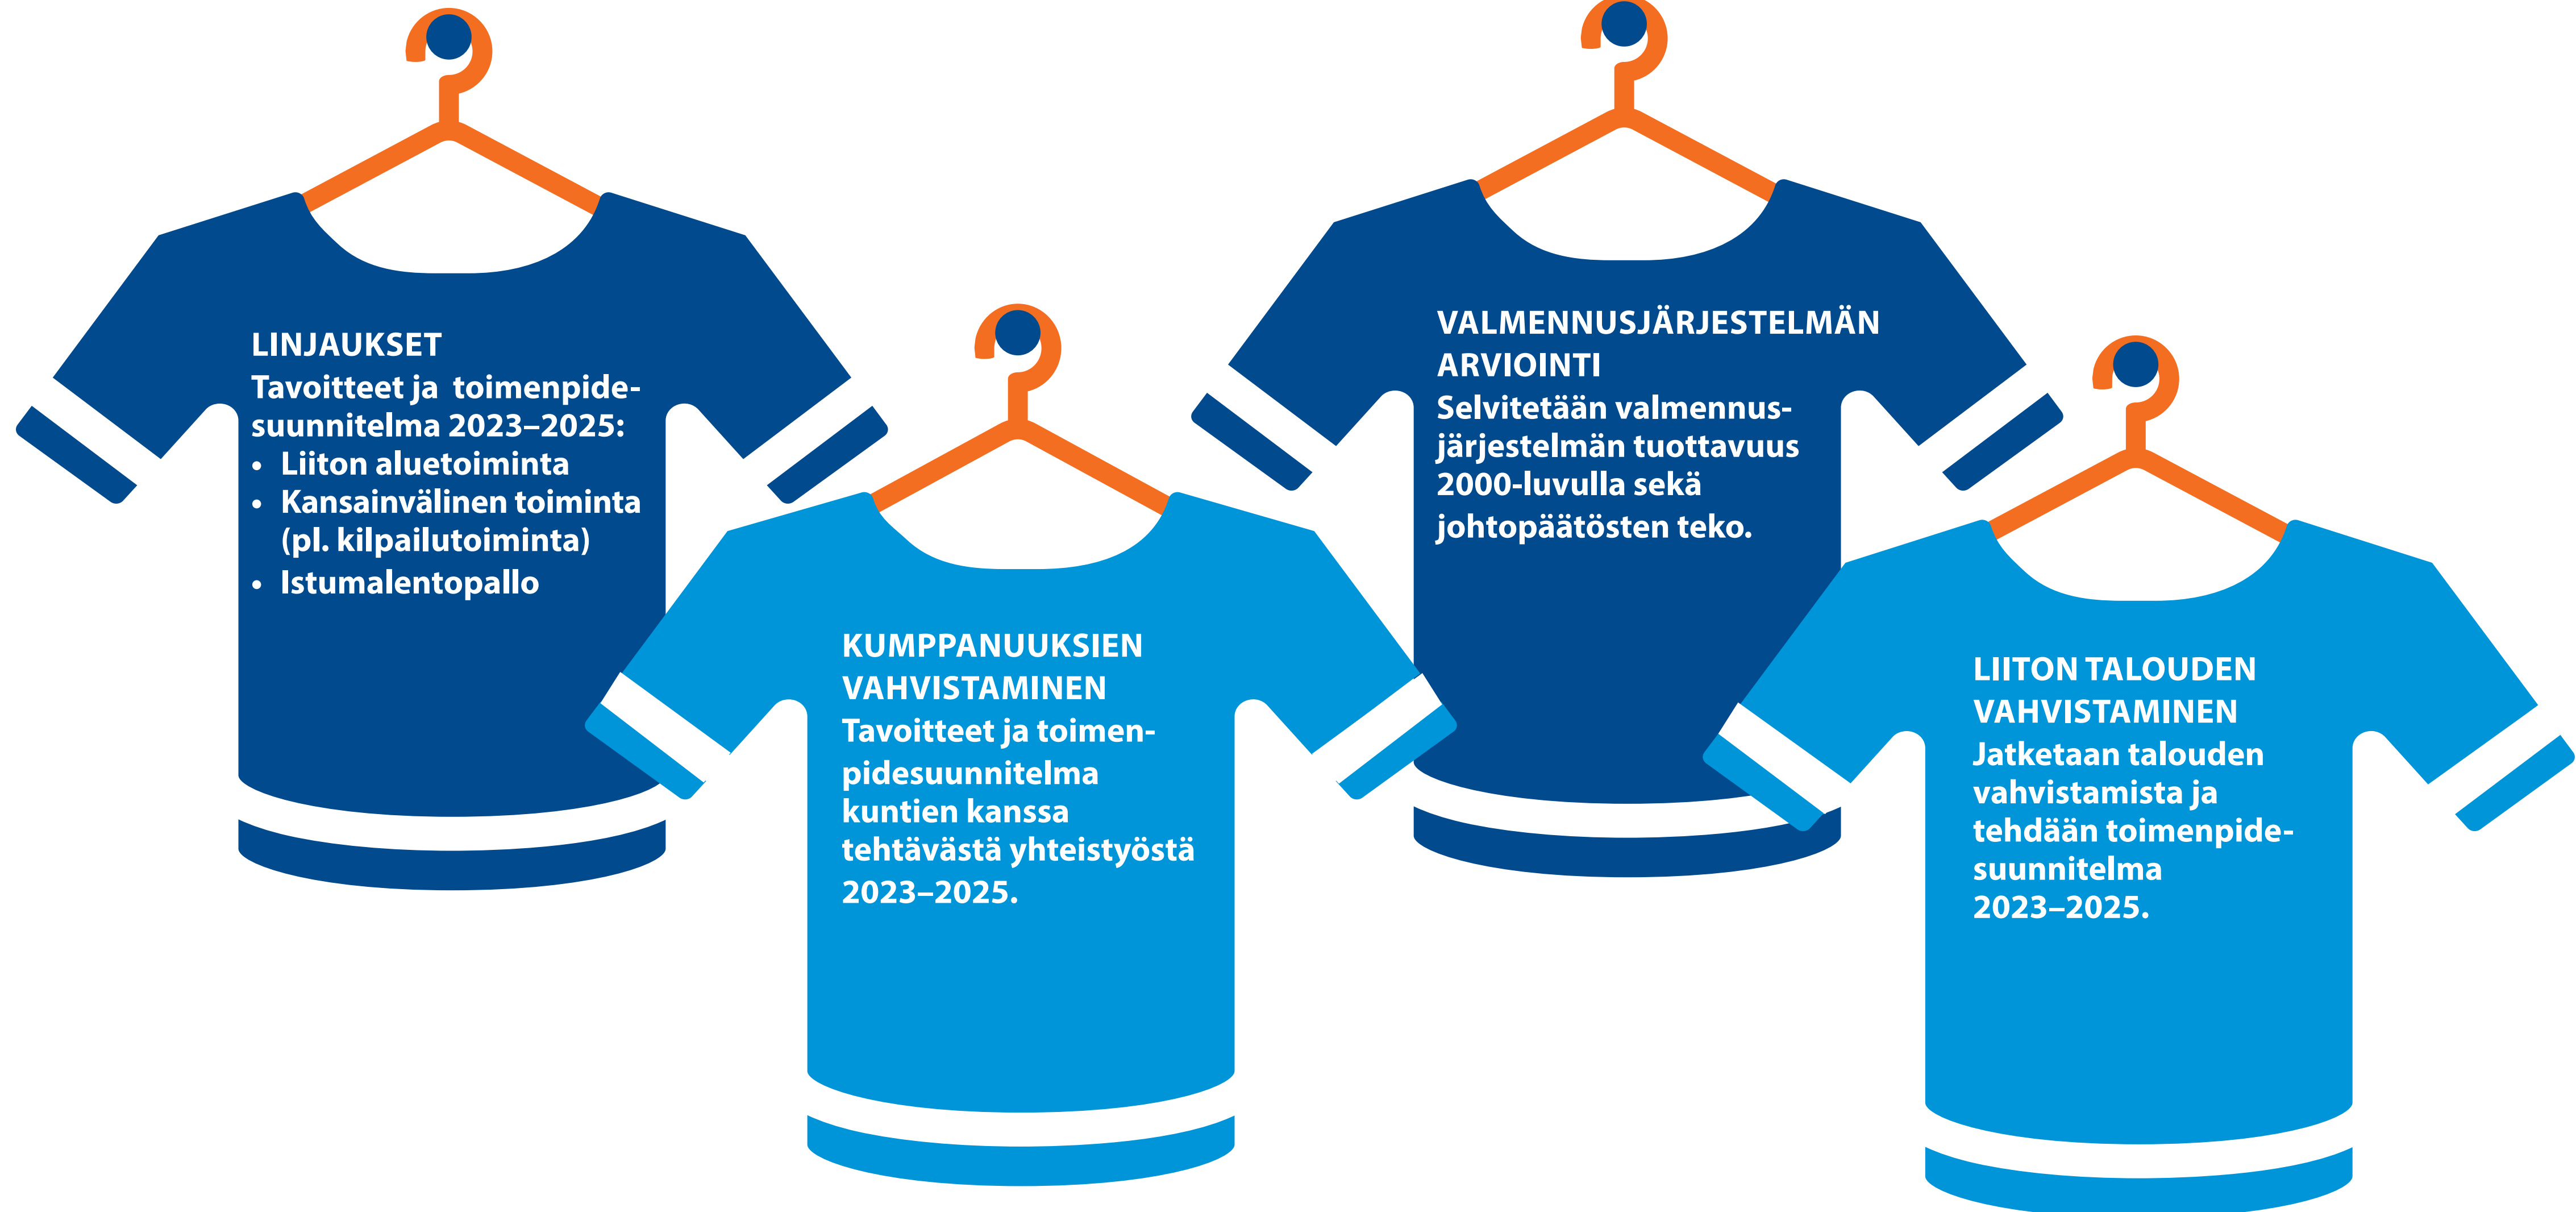 LINJAUKSET
Tavoitteet ja toimenpide-
suunnitelma 2023–2025:
• Liiton aluetoiminta
• Kansainvälinen toiminta
(pl. kilpailutoiminta)
• Istumalentopallo
KUMPPANUUKSIEN
VAHVISTAMINEN
Tavoitteet ja toimen-
pidesuunnitelma
kuntien kanssa
tehtävästä yhteistyöstä
2023–2025.
VALMENNUSJÄRJESTELMÄN
ARVIOINTI
Selvitetään valmennus-
järjestelmän tuottavuus
2000-luvulla sekä
johtopäätösten teko.
LIITON TALOUDEN
VAHVISTAMINEN
Jatketaan talouden
vahvistamista ja
tehdään toimenpide-
suunnitelma
2023–2025.